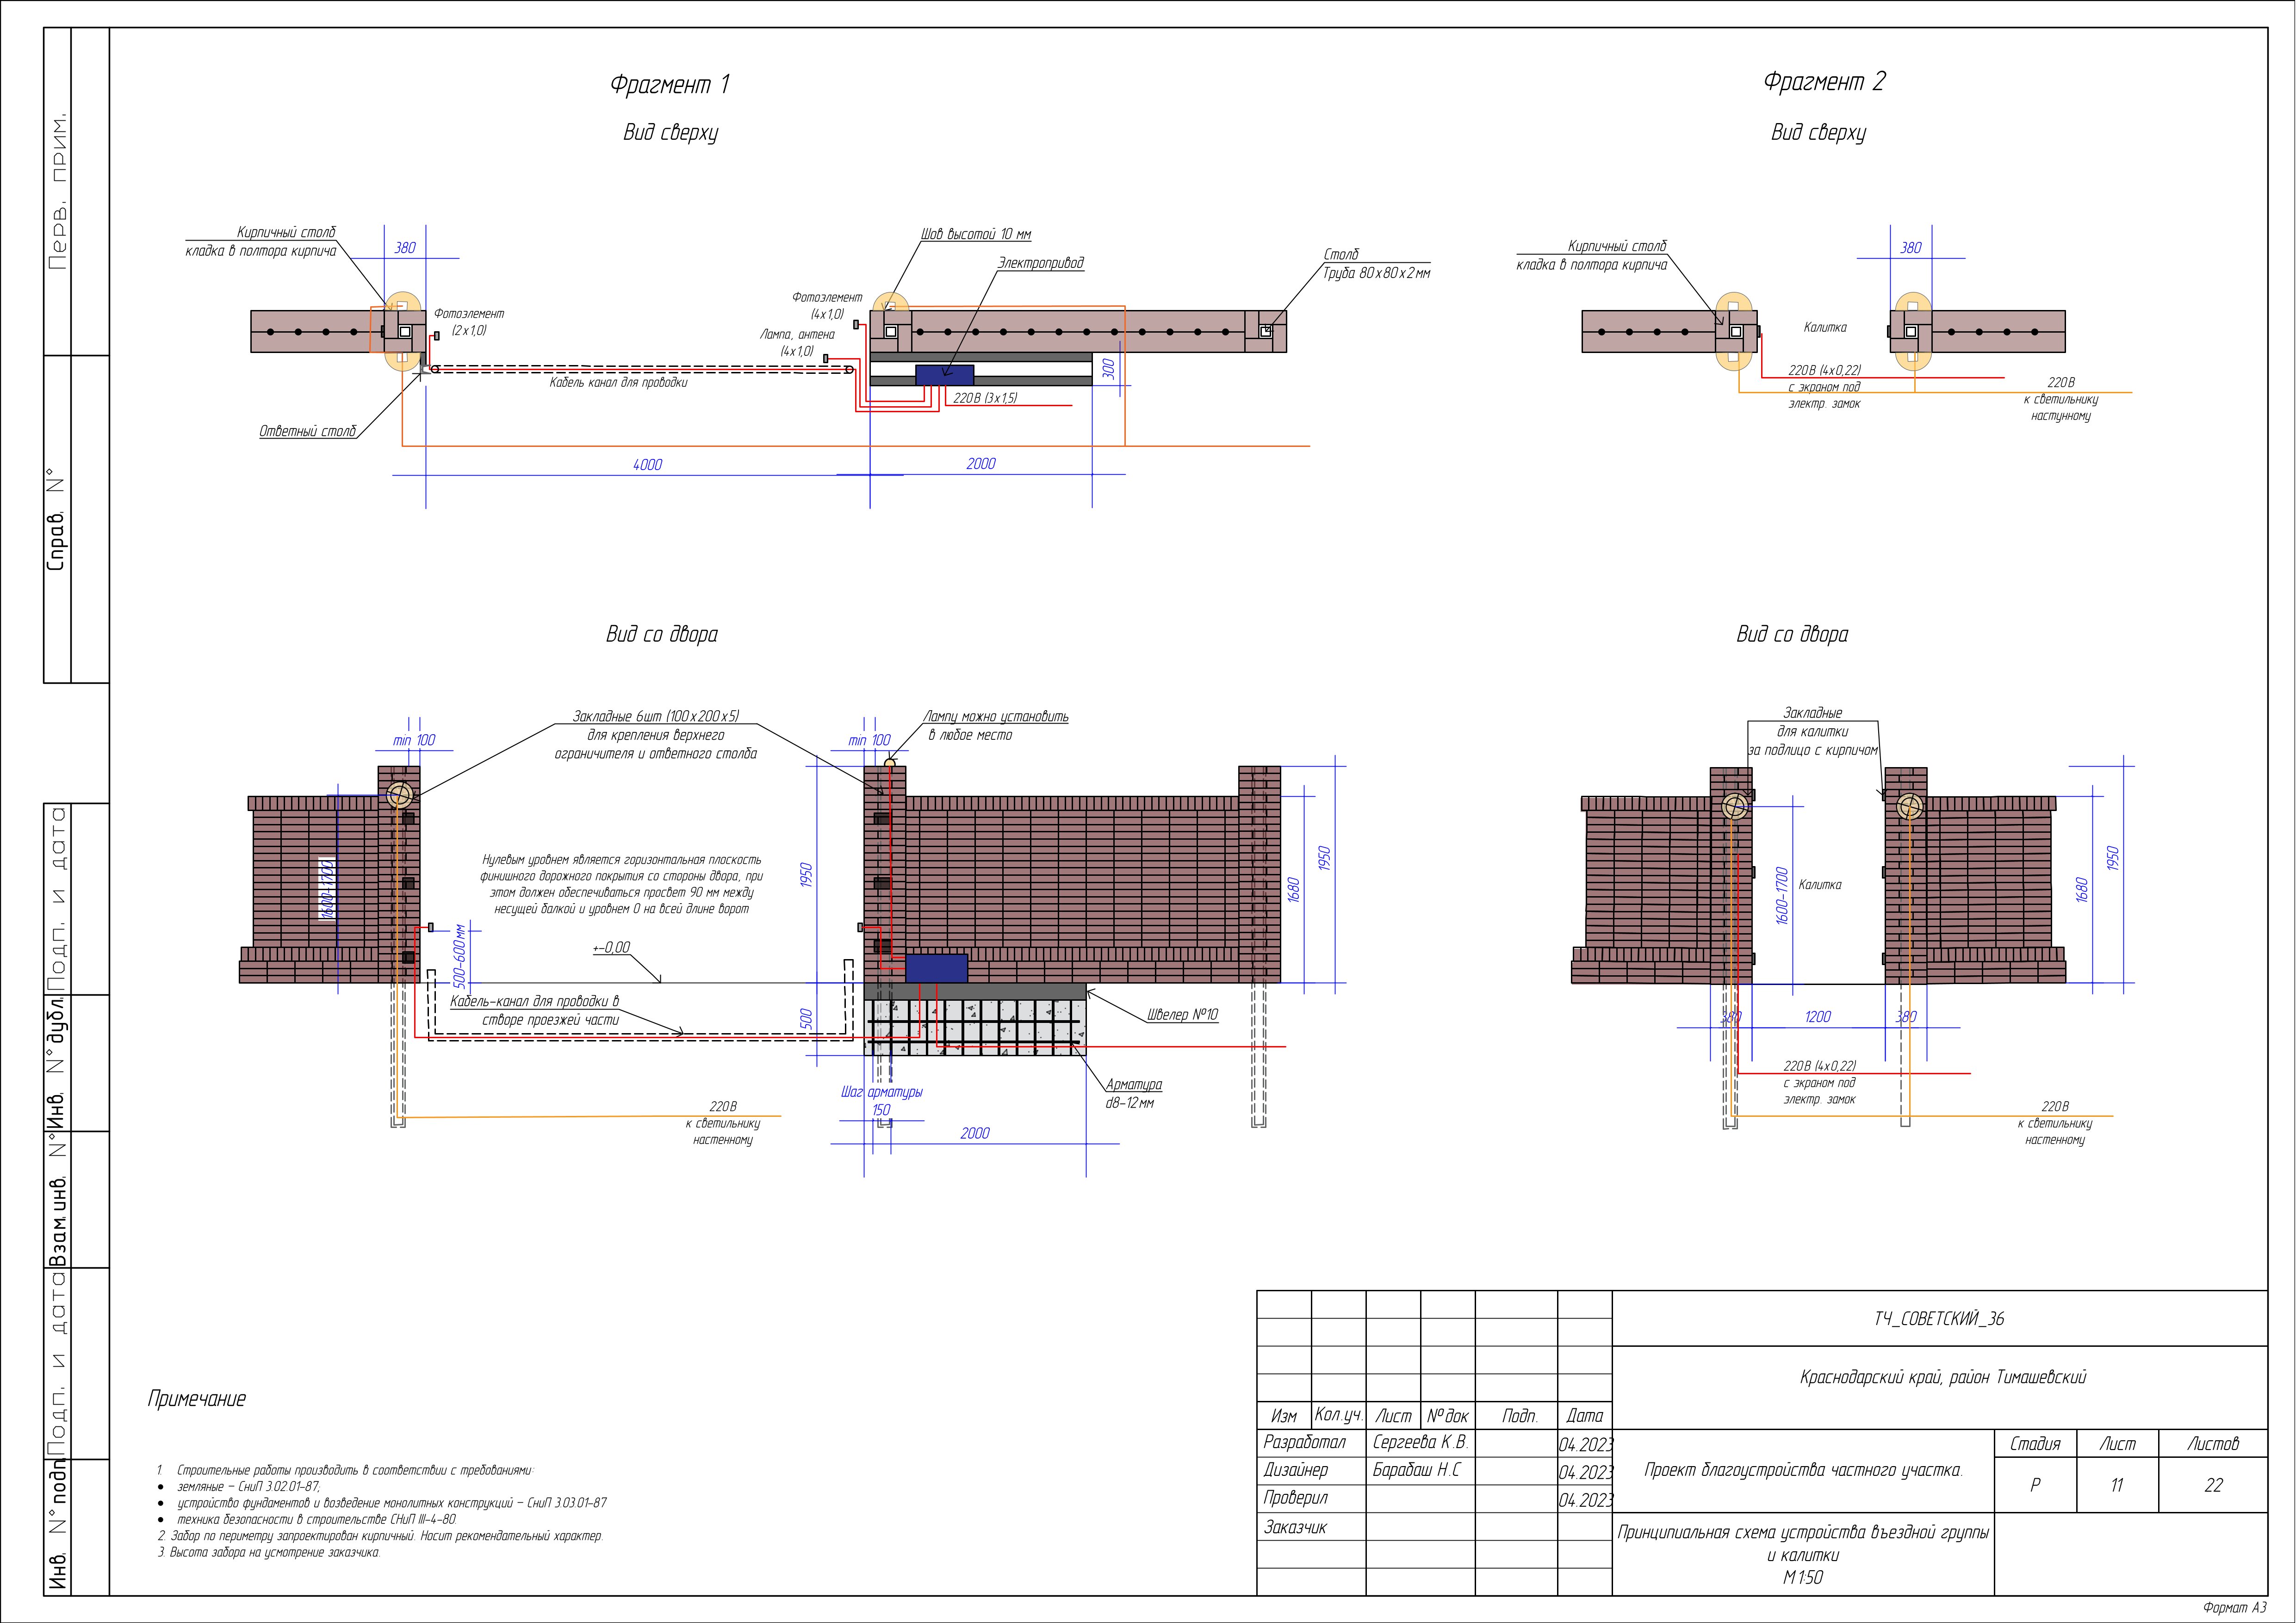 Фрагмент 1
Вид сверху
Фрагмент 2
Вид сверху
Кирпичный столб
кладка в полтора кирпича
380
Фотоэлемент
(2х1,0)
Фотоэлемент
(4х1,0)
Лампа, антена
(4х1,0)
Шов высотой 10 мм
Электропривод
Столб
Труба 80х80х2мм
Кабель канал для проводки
Ответный столб
220В (3х1,5)
300
4000
2000
Кирпичный столб
кладка в полтора кирпича
380
Калитка
220В (4х0,22)
с экраном под
электр. замок
220В
к светильнику
настунному
Вид со двора
Закладные 6шт (100х200х5)
для крепления верхнего
ограничителя и ответного столба
Лампу можно установить
в любое место
min 100
min 100
1600-1700
Нулевым уровнем является горизонтальная плоскость
финишного дорожного покрытия со стороны двора, при
этом должен обеспечиваться просвет 90 мм между
несущей балкой и уровнем 0 на всей длине ворот
+-0,00
500-600мм
Кабель-канал для проводки в
створе проезжей части
1950
500
1680
1950
Швелер №10
Арматура
d8-12мм
Шаг арматуры
150
2000
220В
к светильнику
настенному
Вид со двора
Закладные
для калитки
за подлицо с кирпичом
1600-1700
Калитка
1680
1950
380
1200
380
220В (4х0,22)
с экраном под
электр. замок
220В
к светильнику
настенному
Примечание
1. Строительные работы производить в соответствии с требованиями:
• земляные – СниП 3.02.01-87;
• устройство фундаментов и возведение монолитных конструкций – СниП 3.03.01-87
• техника безопасности в строительстве СНиП III-4-80.
2. Забор по периметру запроектирован кирпичный. Носит рекомендательный характер.
3. Высота забора на усмотрение заказчика.
ТЧ_СОВЕТСКИЙ_36
Краснодарский край, район Тимашевский
Изм Кол.уч. Лист №док Подп. Дата
Разработал Сергеева К.В. 04.2023
Дизайнер Барабаш Н.С 04.2023
Проверил 04.2023
Заказчик
Проект благоустройства частного участка.
Стадия Лист Листов
Р 11 22
Принципиальная схема устройства въездной группы
и калитки
М1:50
Формат А3
Перв. прим.
Справ. N°
Подп. и дата
Инв. N° дубл.
Взам. инв. N°
Подп. и дата
Инв. N° подп